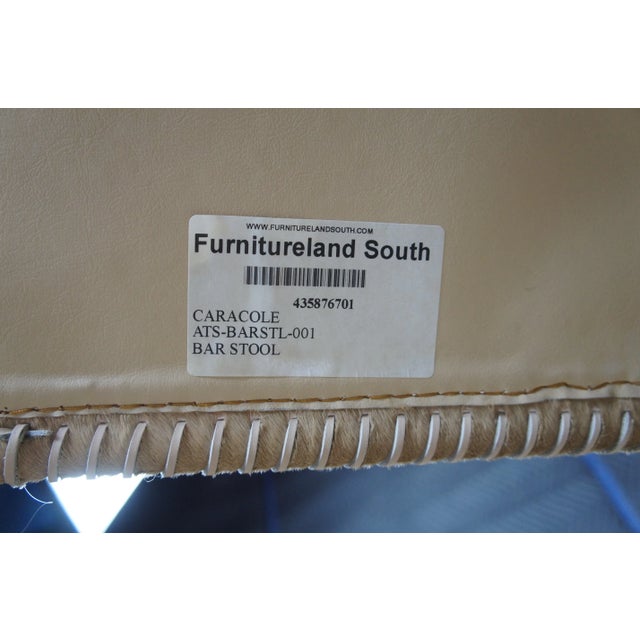 WWW.FURNITURELANDSOUTH.COM
Furnitureland South
435876701
CARACOLE
ATS-BARSTL-001
BAR STOOL